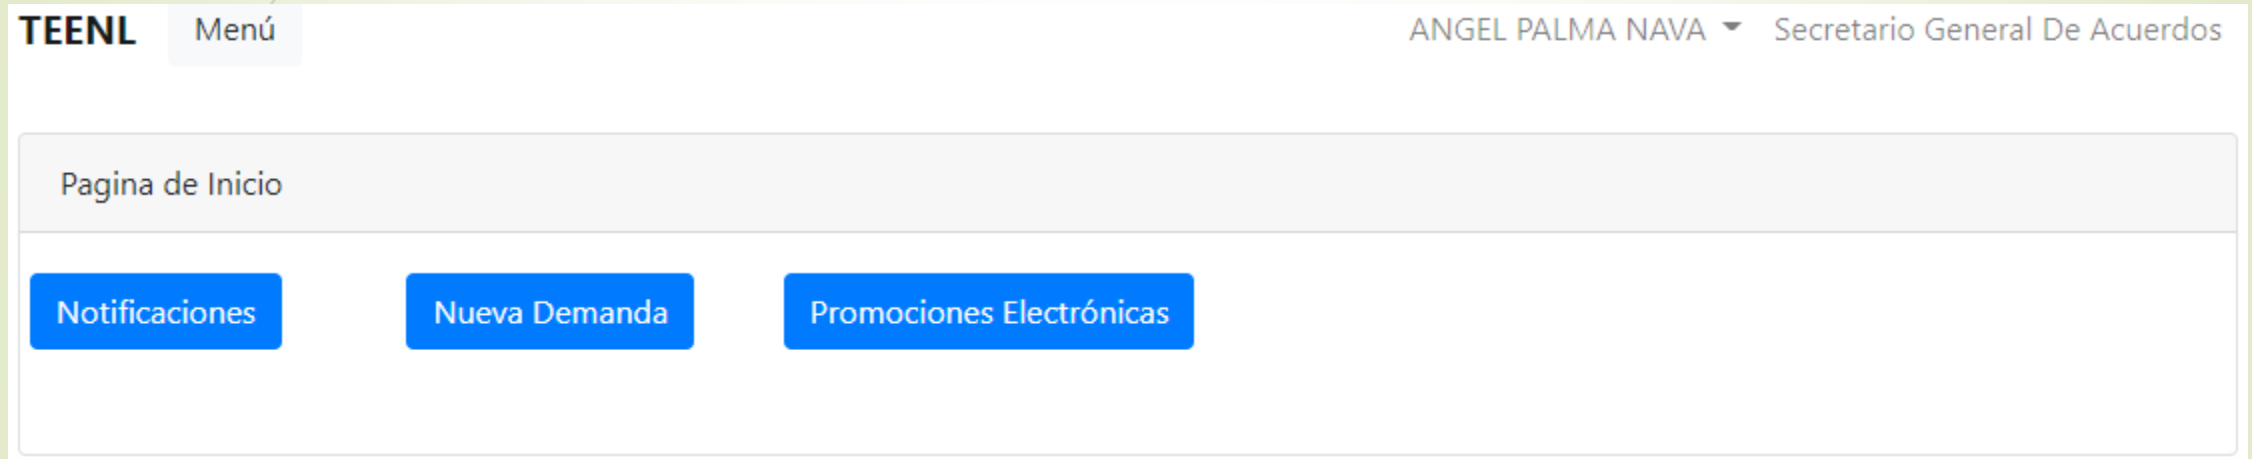 TEENL Menú ANGEL PALMA NAVA Secretario General De Acuerdos
Pagina de Inicio
Notificaciones Nueva Demanda Promociones Electrónicas